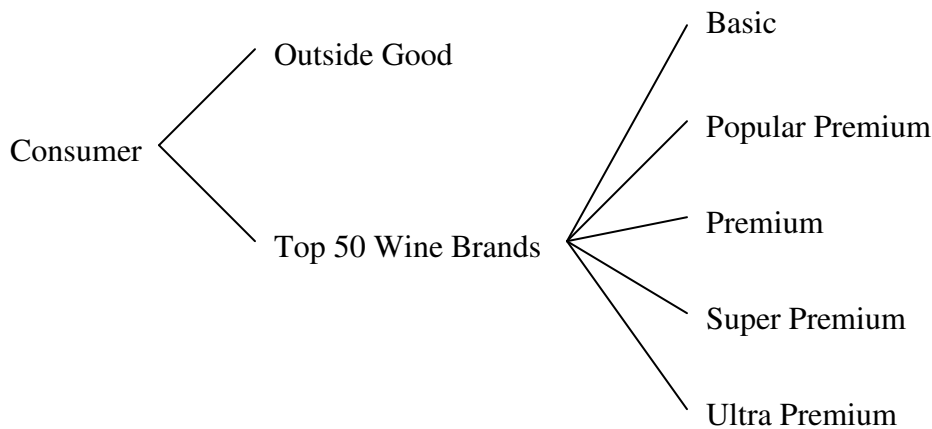 Consumer
Outside Good
Top 50 Wine Brands
Basic
Popular Premium
Premium
Super Premium
Ultra Premium